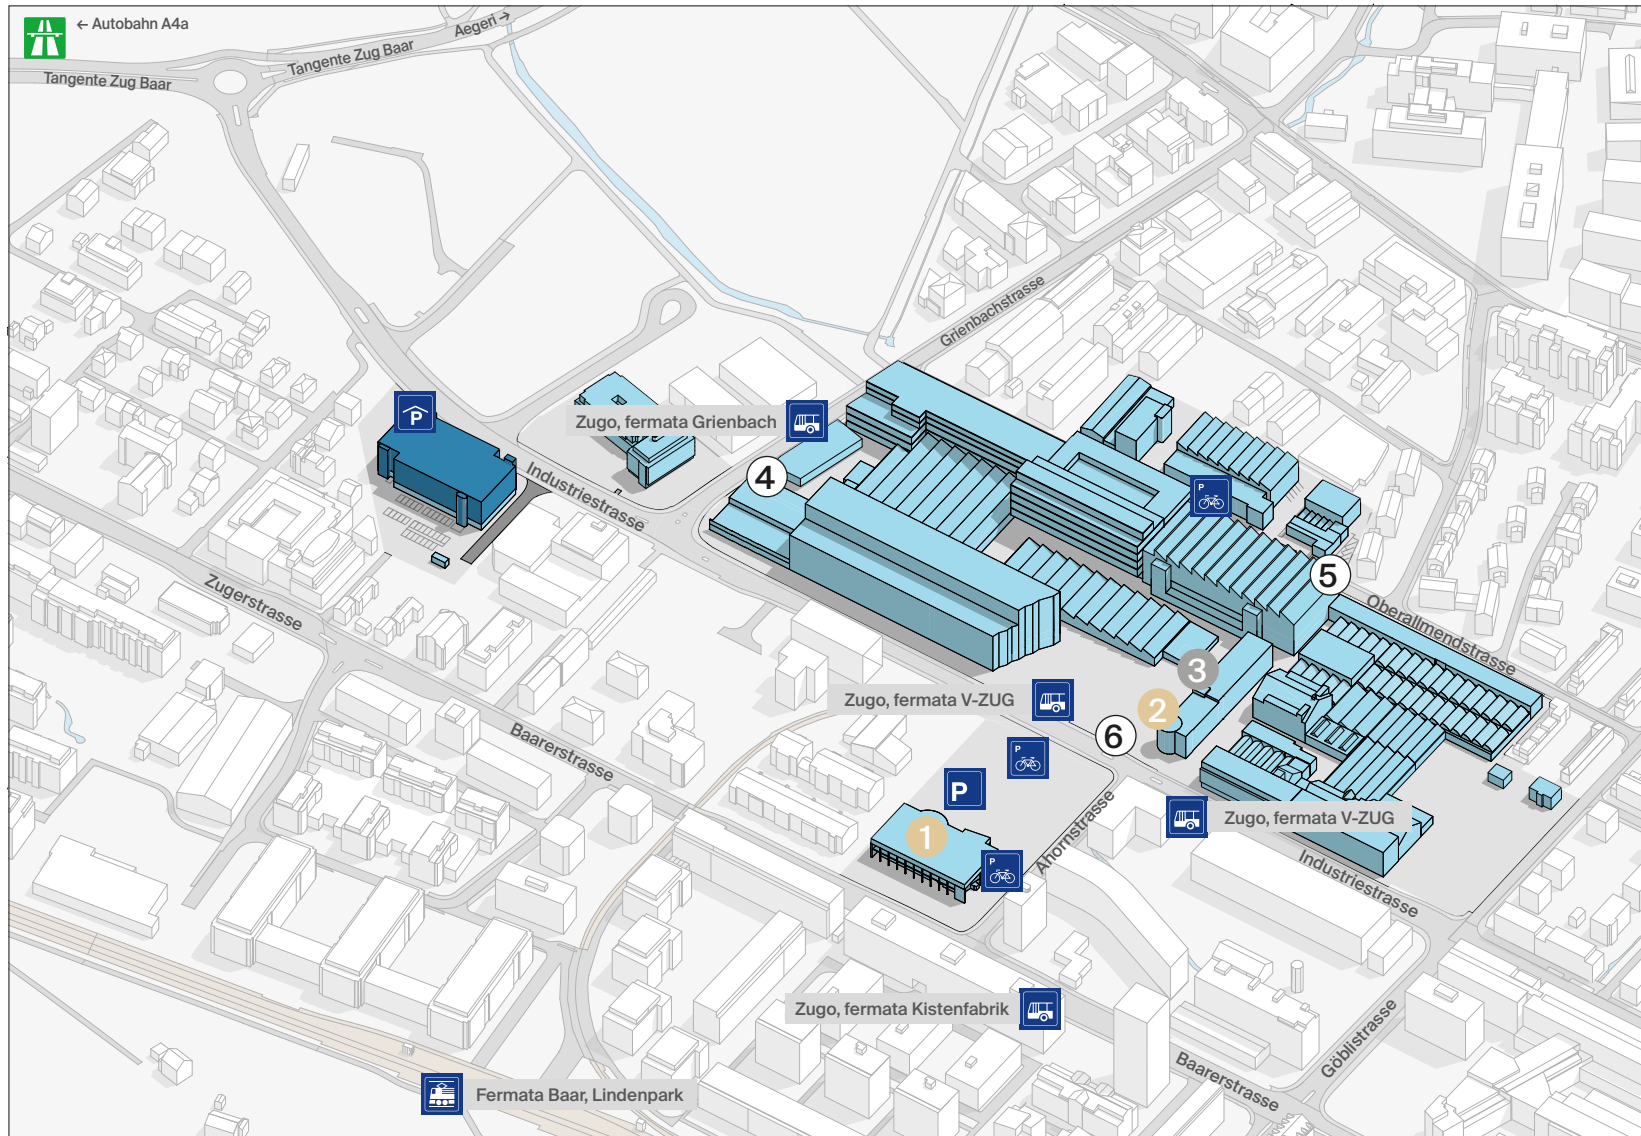 ← Autobahn A4a
Aegeri →
Tangente Zug Baar
Tangente Zug Baar
Grienbachstrasse
P
Zugo, fermata Grienbach
Industriestrasse
4
P
5
Oberallmendstrasse
Zugerstrasse
3
Zugo, fermata V-ZUG
2
6
Baarerstrasse
P
P
Zugo, fermata V-ZUG
1
Ahornstrasse
P
Industriestrasse
Zugo, fermata Kistenfabrik
Göblistrasse
Baarerstrasse
Fermata Baar, Lindenpark